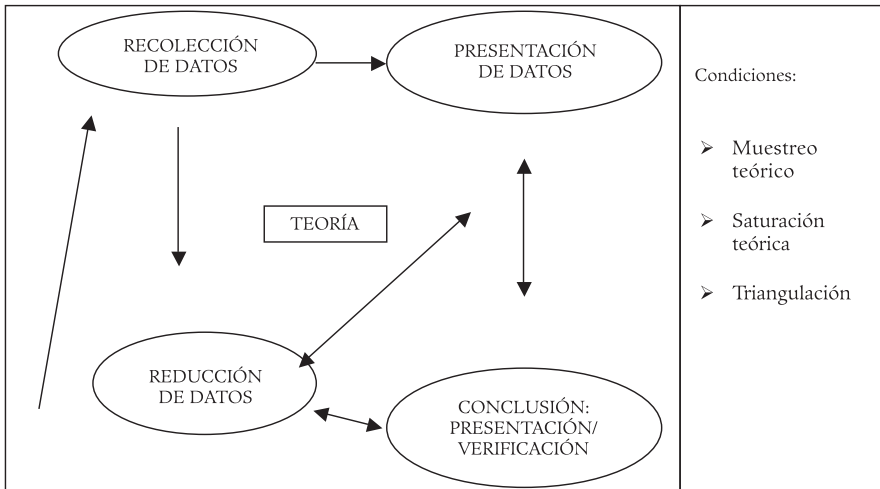 RECOLECCIÓN
DE DATOS
PRESENTACIÓN
DE DATOS
TEORÍA
REDUCCIÓN
DE DATOS
CONCLUSIÓN:
PRESENTACIÓN/
VERIFICACIÓN
Condiciones:
➢ Muestreo
teórico
➢ Saturación
teórica
➢ Triangulación